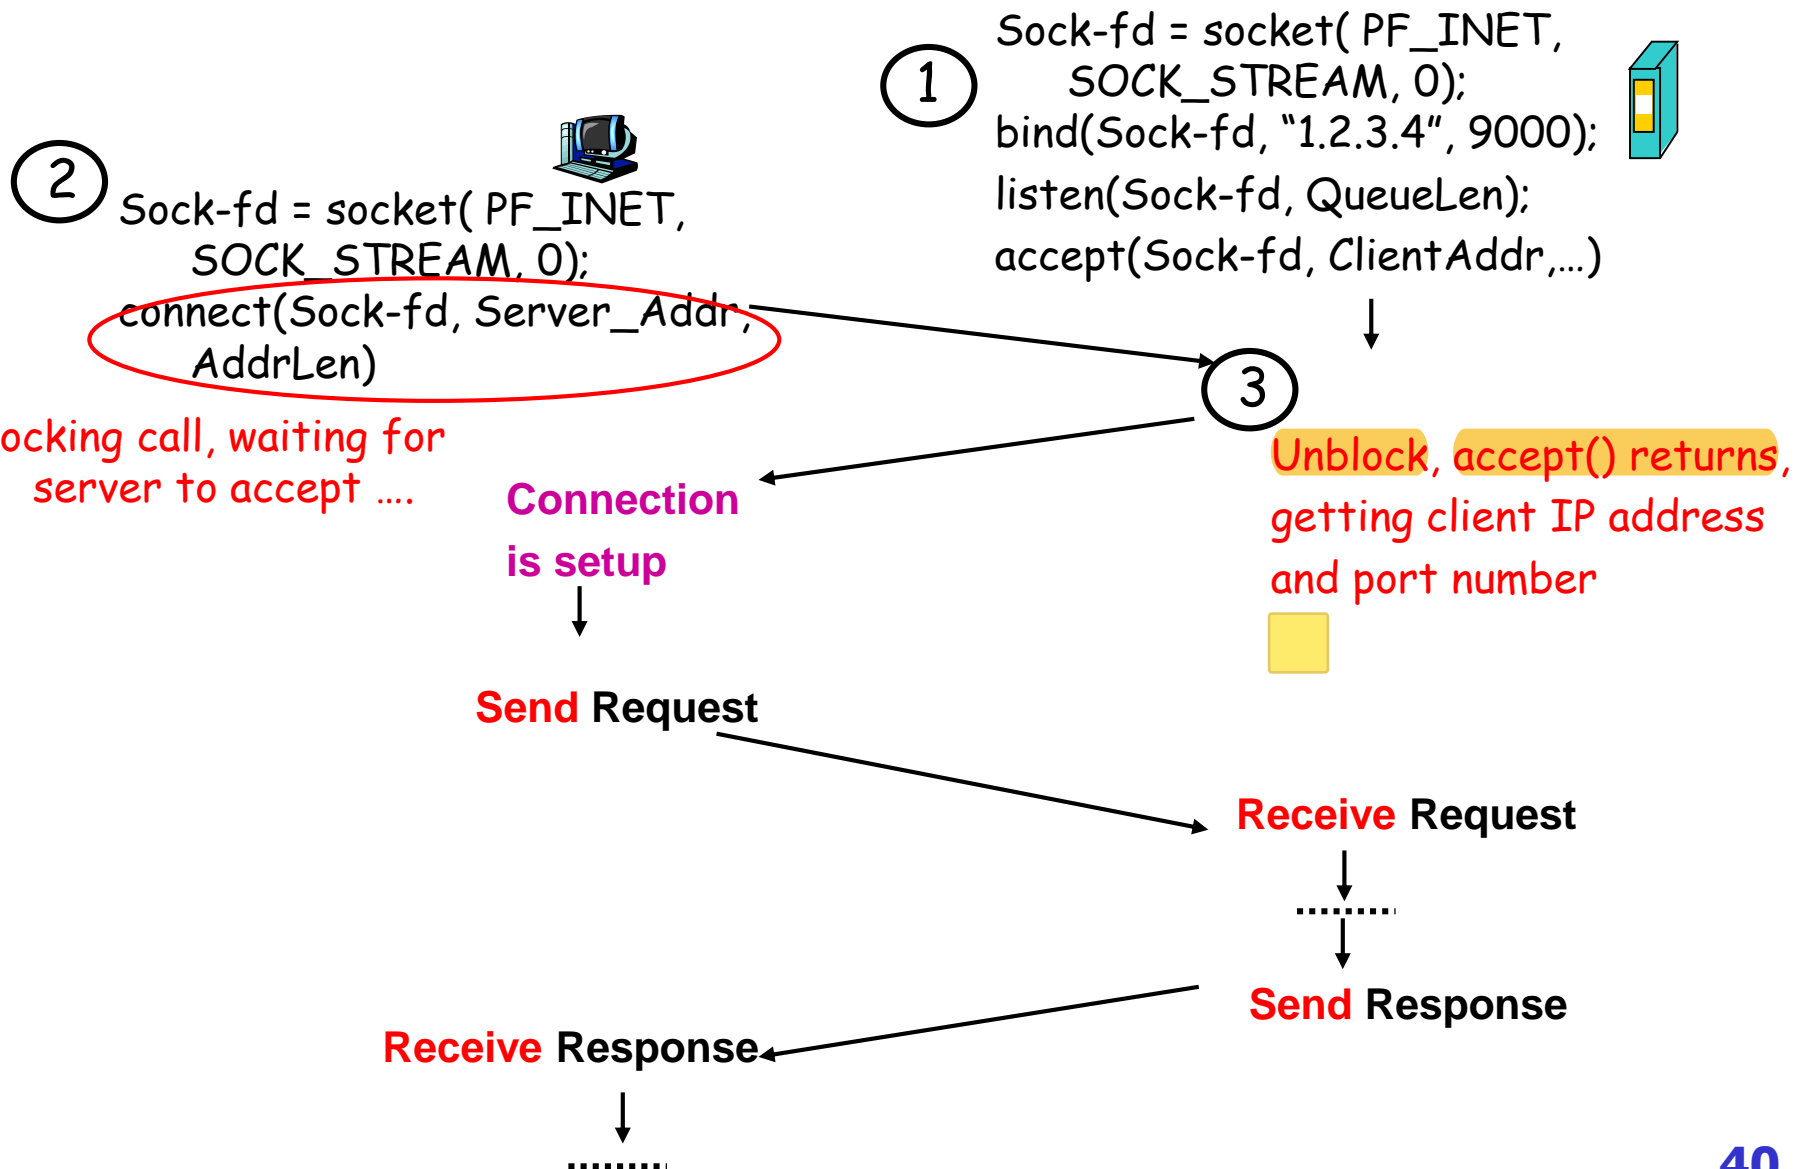 1
Sock-fd = socket( PF_INET,
SOCK_STREAM, 0);
bind(Sock-fd, “1.2.3.4”, 9000);
listen(Sock-fd, QueueLen);
accept(Sock-fd, ClientAddr,…)
2
Sock-fd = socket( PF_INET,
SOCK_STREAM, 0);
connect(Sock-fd, Server_Addr,
AddrLen)
ocking call, waiting for
server to accept ….
3
Unblock, accept() returns,
getting client IP address
and port number
Connection
is setup
Send Request
Receive Request
Send Response
Receive Response
40